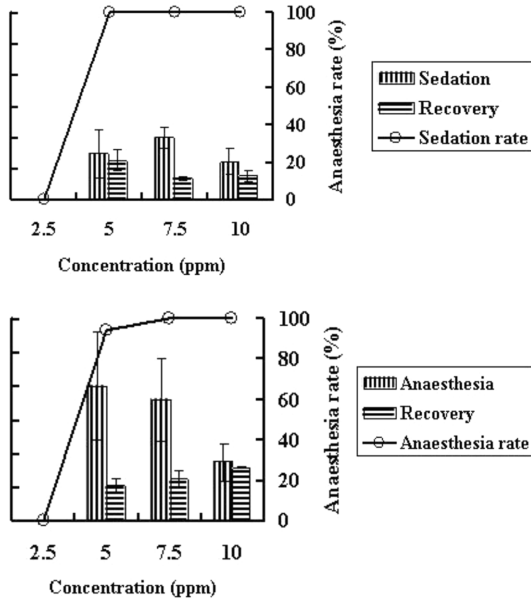 100
80
60
40
20
0
Anaesthesia rate (%)
2.5 5 7.5 10
Concentration (ppm)
Sedation
Recovery
Sedation rate
100
80
60
40
20
0
Anaesthesia rate (%)
2.5 5 7.5 10
Concentration (ppm)
Anaesthesia
Recovery
Anaesthesia rate